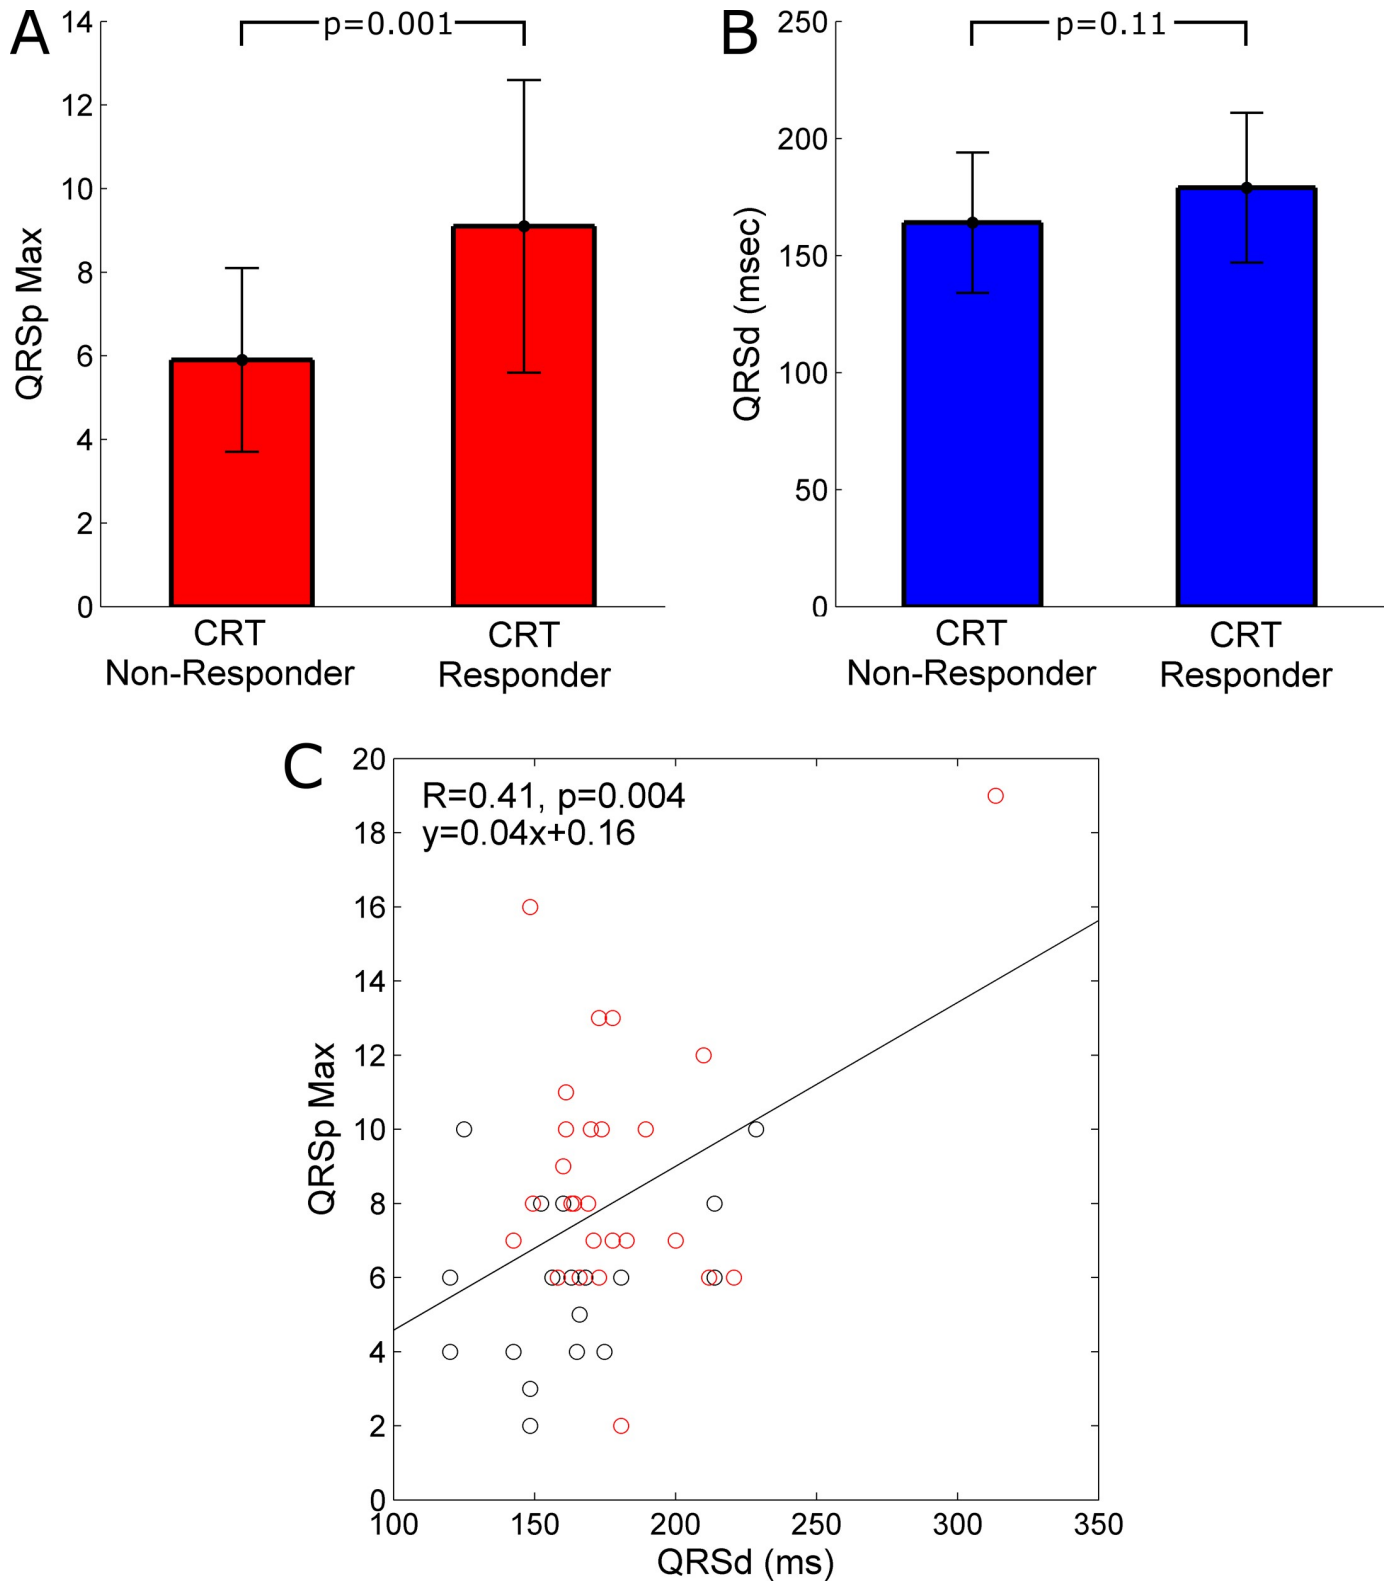 A
p=0.001
14
12
10
8
6
4
2
0
QRSp Max
CRT
Non-Responder
CRT
Responder
B
p=0.11
250
200
150
100
50
0
QRSd (msec)
CRT
Non-Responder
CRT
Responder
C
R=0.41, p=0.004
y=0.04x+0.16
20
18
16
14
12
10
8
6
4
2
0
QRSp Max
100 150 200 250 300 350
QRSd (ms)